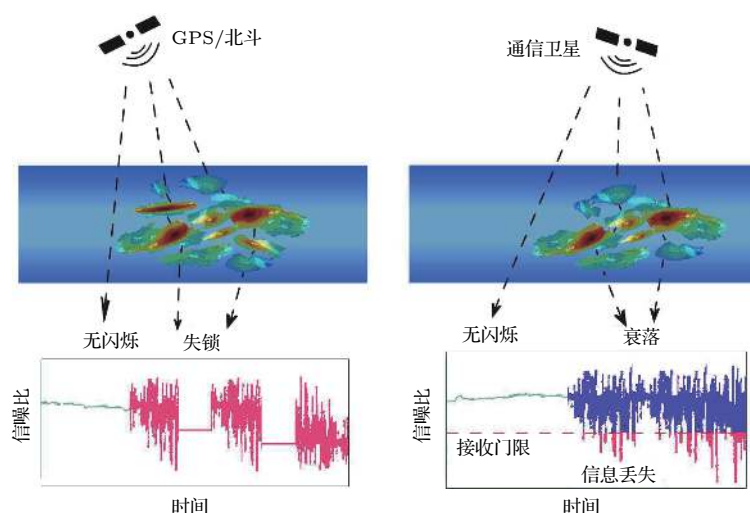 GPS/北斗
通信卫星
无闪烁
失锁
无闪烁
衰落
信噪比
时间
信噪比
接收门限
信息丢失
时间